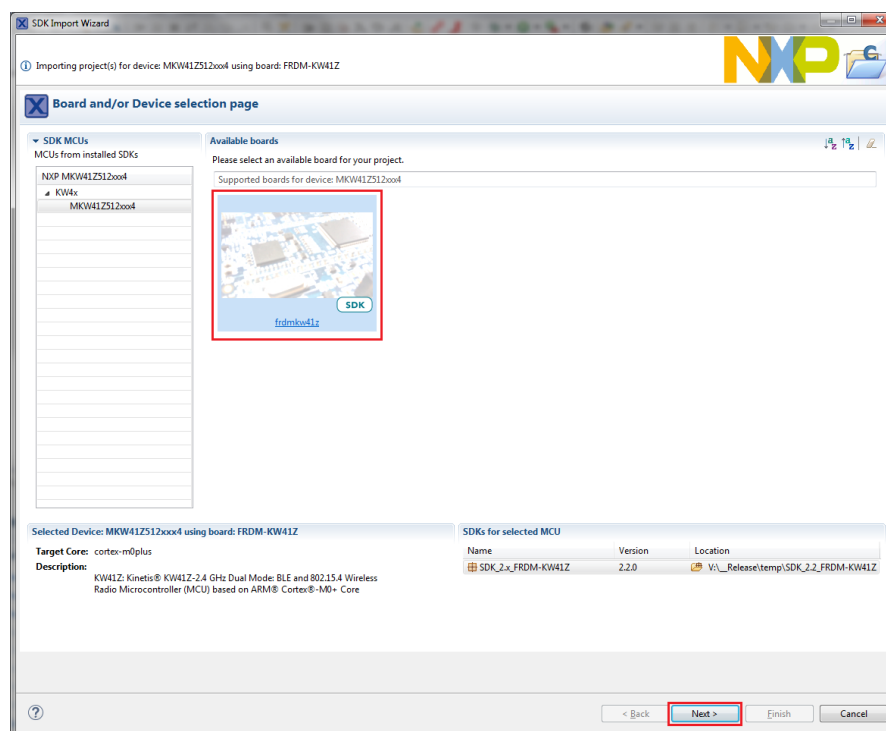 SDK Import Wizard
Importing project(s) for device: MKW41Z512xxx4 using board: FRDM-KW41Z
NXP
Board and/or Device selection page
SDK MCUs
MCUs from installed SDKs
NXP MKW41Z512xxx4
KW4x
MKW41Z512xxx4
Available boards
Please select an available board for your project.
Supported boards for device: MKW41Z512xxx4
SDK
frdmkw41z
Selected Device: MKW41Z512xxx4 using board: FRDM-KW41Z
Target Core: cortex-m0plus
Description:
KW41Z: Kinetis® KW41Z-2.4 GHz Dual Mode: BLE and 802.15.4 Wireless
Radio Microcontroller (MCU) based on ARM® Cortex®-M0+ Core
SDKs for selected MCU
Name Version Location
SDK_2.x_FRDM-KW41Z 2.2.0 V:\_Release\temp\SDK_2.2_FRDM-KW41Z
< Back Next > Finish Cancel